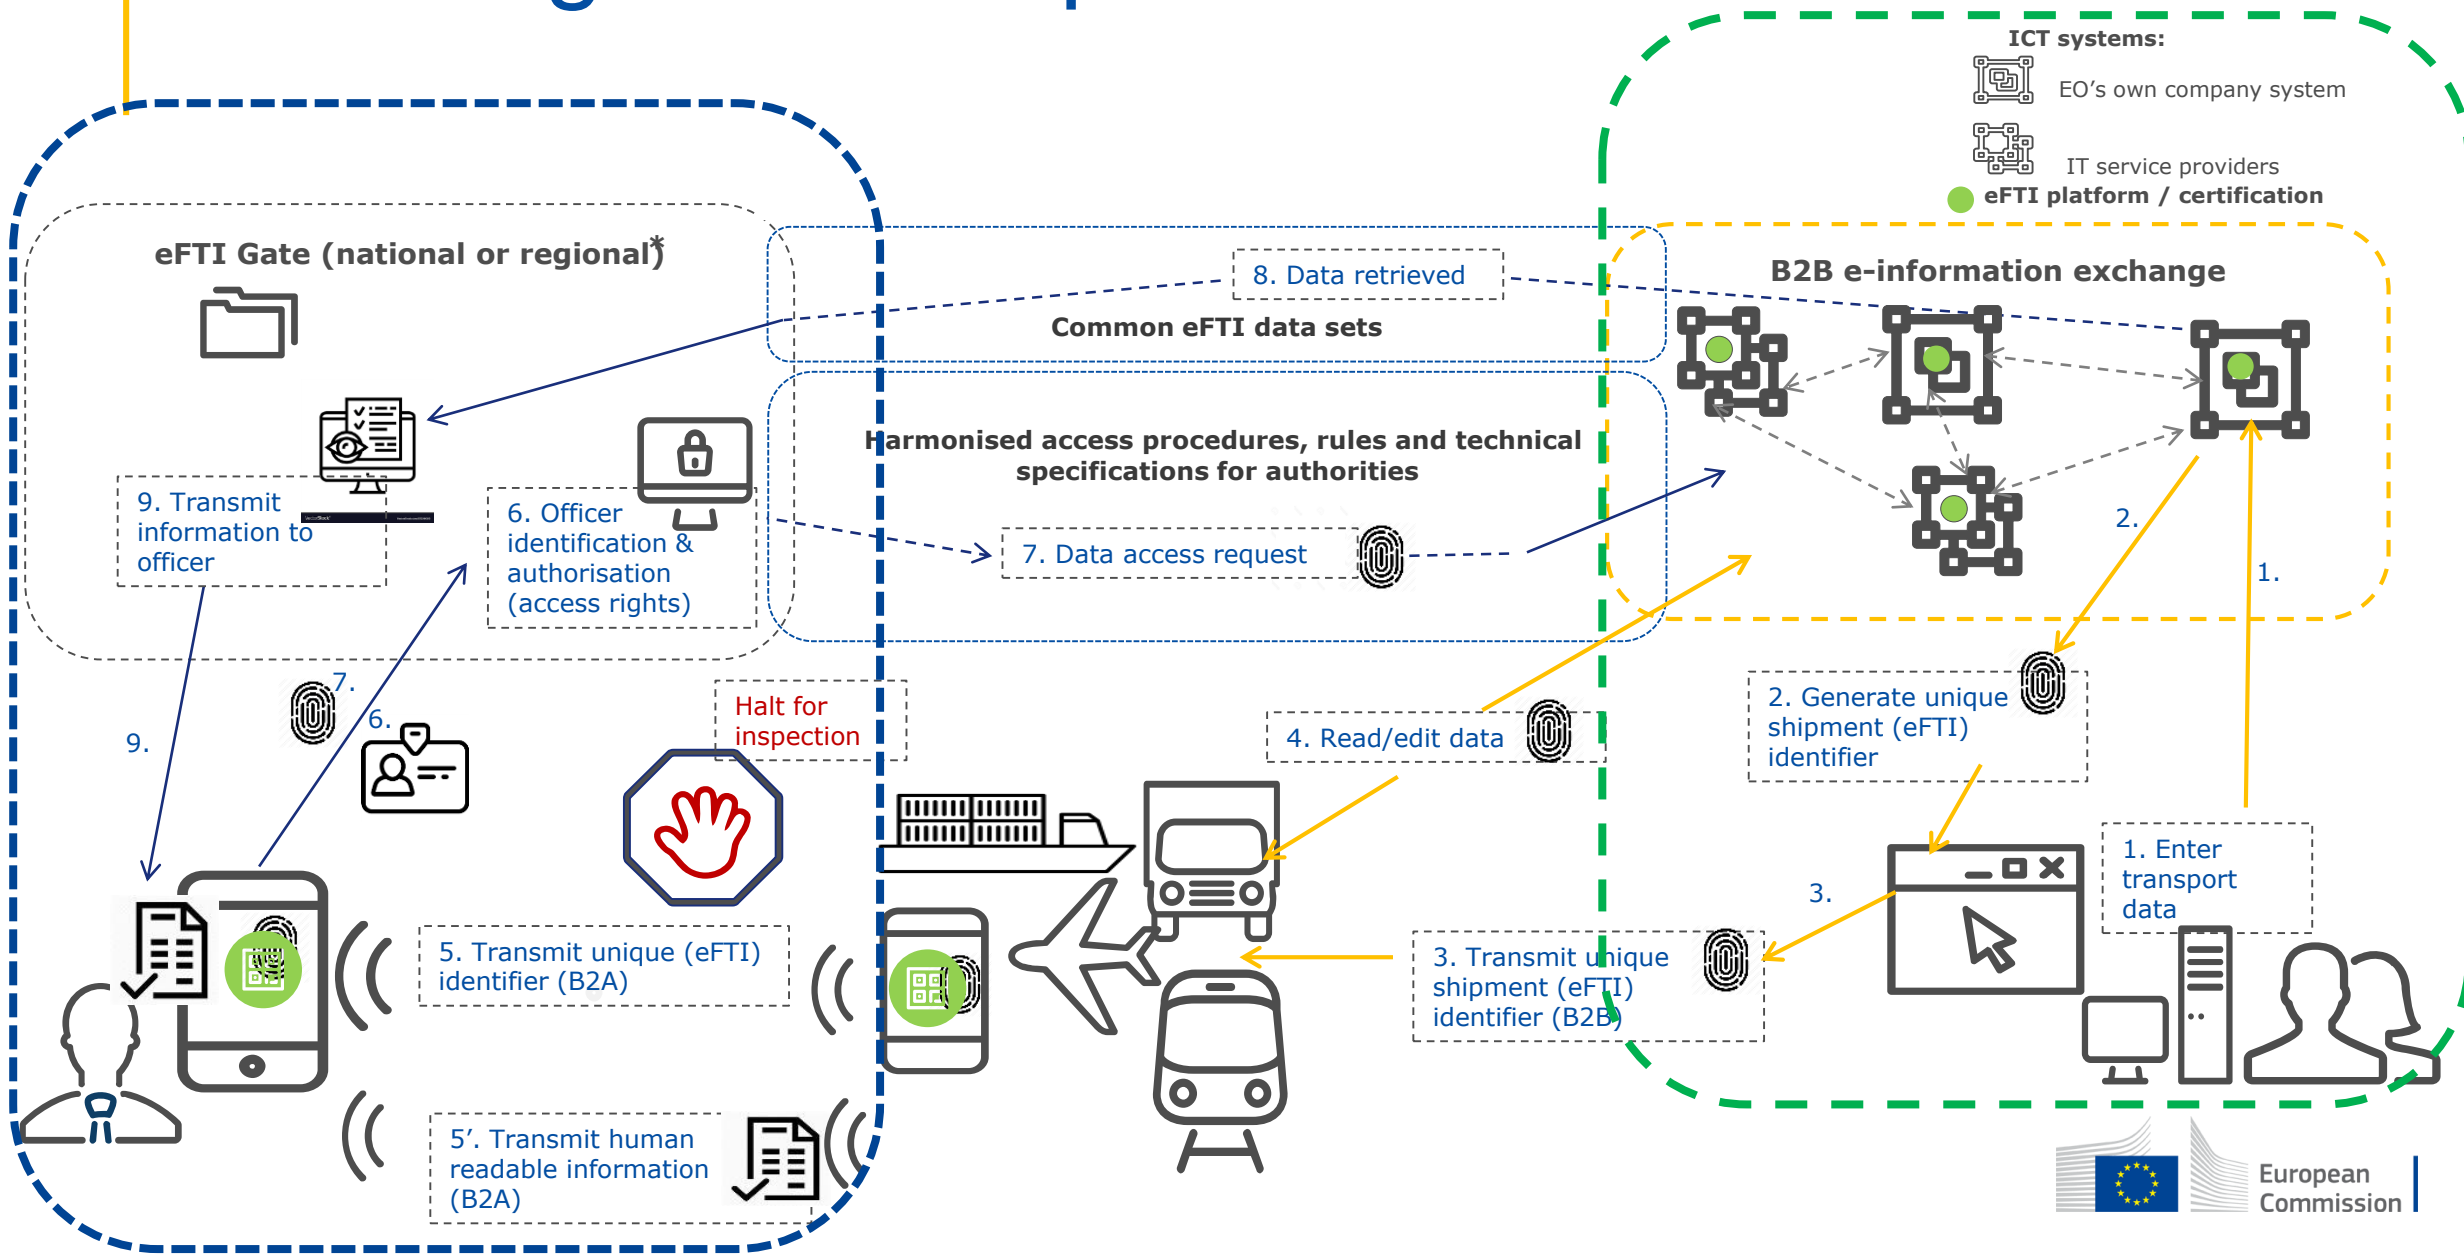 ICT systems:
EO's own company system
IT service providers
eFTI platform / certification
eFTI Gate (national or regional*)
8. Data retrieved
Common eFTI data sets
B2B e-information exchange
Harmonised access procedures, rules and technical
specifications for authorities
9. Transmit
information to
officer
6. Officer
identification &
authorisation
(access rights)
7. Data access request
2.
1.
7.
6.
9.
Halt for
inspection
4. Read/edit data
2. Generate unique
shipment (eFTI)
identifier
1. Enter
transport
data
3.
5. Transmit unique (eFTI)
identifier (B2A)
3. Transmit unique
shipment (eFTI)
identifier (B2B)
5′. Transmit human
readable information
(B2A)
European
Commission